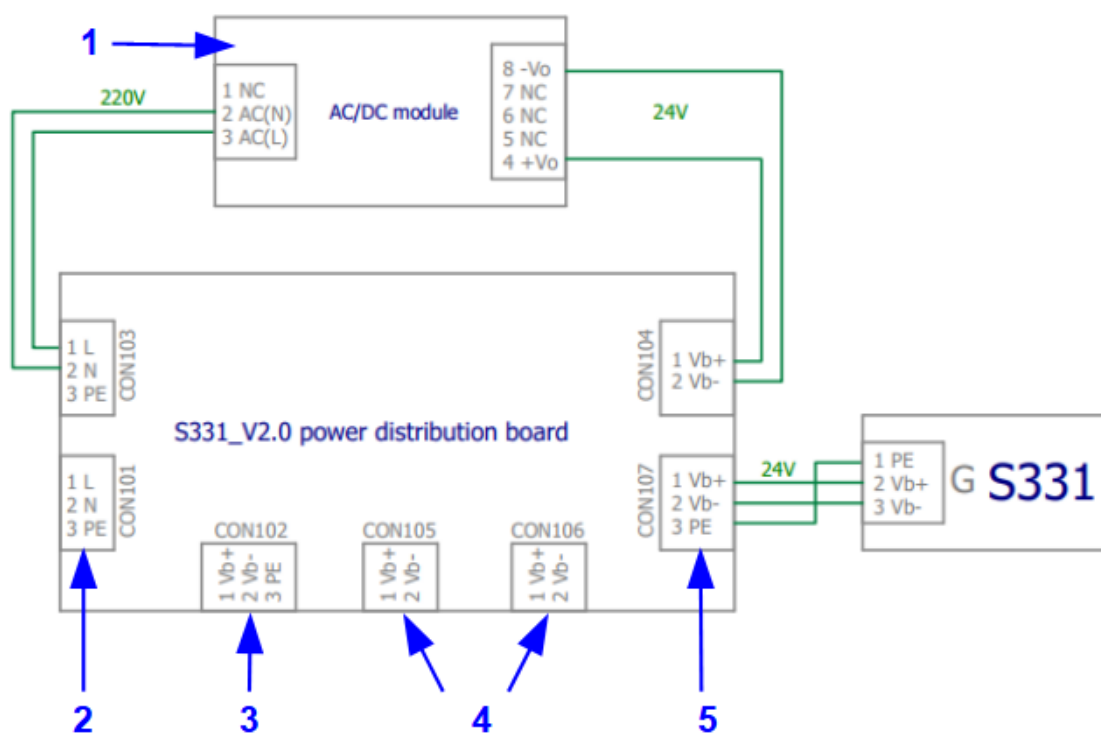 1
220V
1 NC
2 AC(N)
3 AC(L)
AC/DC module
8 -Vo
7 NC
6 NC
5 NC
4 +Vo
24V
1 L
2 N
3 PE
CON103
CON104
1 Vb+
2 Vb-
S331_V2.0 power distribution board
1 L
2 N
3 PE
CON101
CON102
1 Vb+
2 Vb-
3 PE
CON105
1 Vb+
2 Vb-
CON106
1 Vb+
2 Vb-
CON107
1 Vb+
2 Vb-
3 PE
24V
1 PE
2 Vb+
3 Vb-
G S331
2
3
4
5